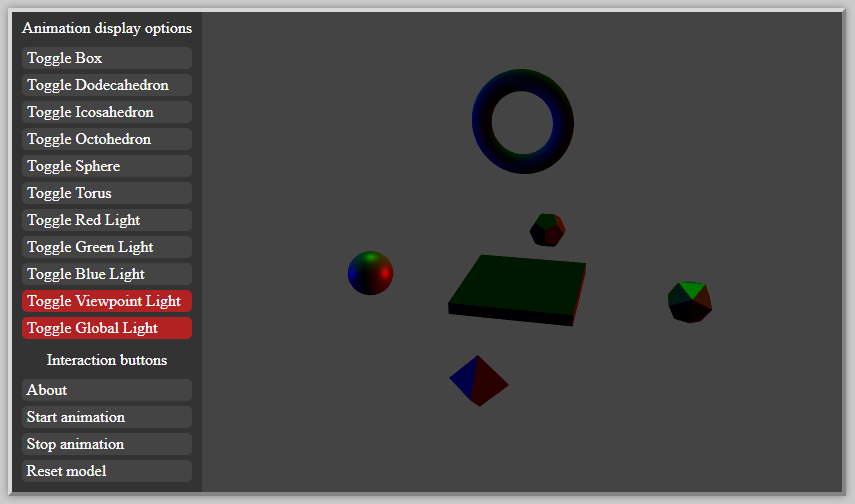 Animation display options
Toggle Box
Toggle Dodecahedron
Toggle Icosahedron
Toggle Octohedron
Toggle Sphere
Toggle Torus
Toggle Red Light
Toggle Green Light
Toggle Blue Light
Toggle Viewpoint Light
Toggle Global Light
Interaction buttons
About
Start animation
Stop animation
Reset model